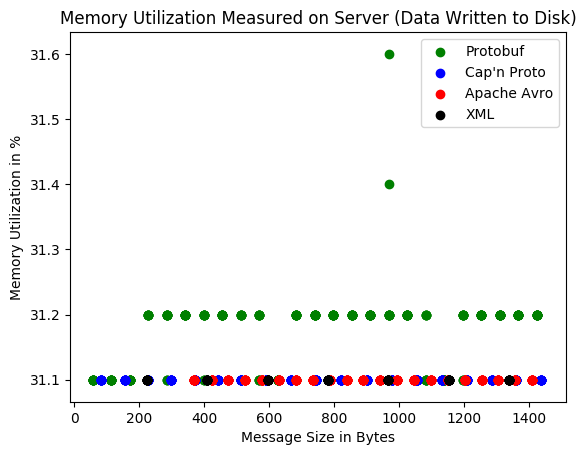 Memory Utilization Measured on Server (Data Written to Disk)
Protobuf
Cap'n Proto
Apache Avro
XML
Memory Utilization in %
31.6
31.5
31.4
31.3
31.2
31.1
0 200 400 600 800 1000 1200 1400
Message Size in Bytes